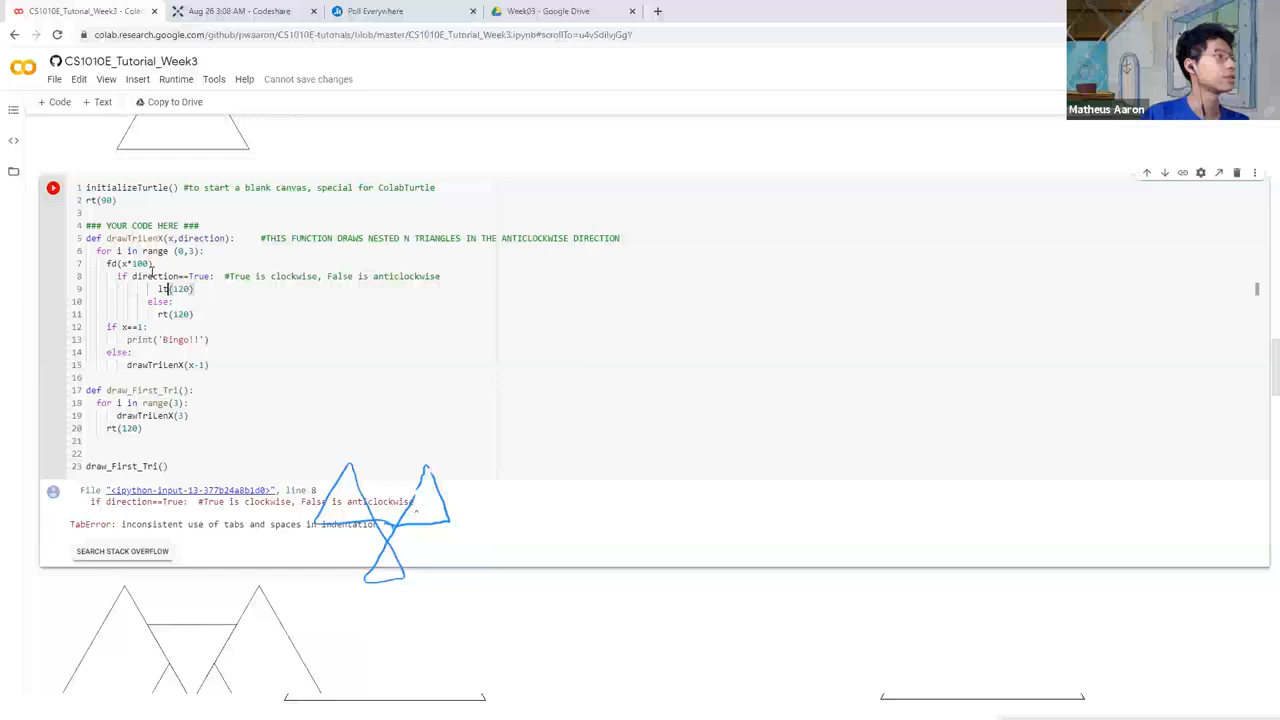 CS1010E_Tutorial_Week3 - Colab
Aug 26 3:08 AM - Codeshare
Poll Everywhere
Week03 - Google Drive
colab.research.google.com/github/pwaaron/CS1010E-tutorials/blob/master/CS1010E_Tutorial_Week3.ipynb#scrollTo=u4vSdilvjGgY
CS1010E_Tutorial_Week3
File Edit View Insert Runtime Tools Help Cannot save changes
+ Code + Text Copy to Drive
Matheus Aaron
1 initializeTurtle() #to start a blank canvas, special for ColabTurtle
2 rt(90)
3
4 ### YOUR CODE HERE ###
5 def drawTriLenX(x,direction): #THIS FUNCTION DRAWS NESTED N TRIANGLES IN THE ANTICLOCKWISE DIRECTION
6 for i in range (0,3):
7 fd(x*100)
8 if direction==True: #True is clockwise, False is anticlockwise
9 lt(120)
10 else:
11 rt(120)
12 if x==1:
13 print('Bingo!!')
14 else:
15 drawTriLenX(x-1)
16
17 def draw_First_Tri():
18 for i in range(3):
19 drawTriLenX(3)
20 rt(120)
21
22
23 draw_First_Tri()
File "<ipython-input-13-377b24a8b1d0>", line 8
if direction==True: #True is clockwise, False is anticlockwise
^
TabError: inconsistent use of tabs and spaces in indentation
SEARCH STACK OVERFLOW